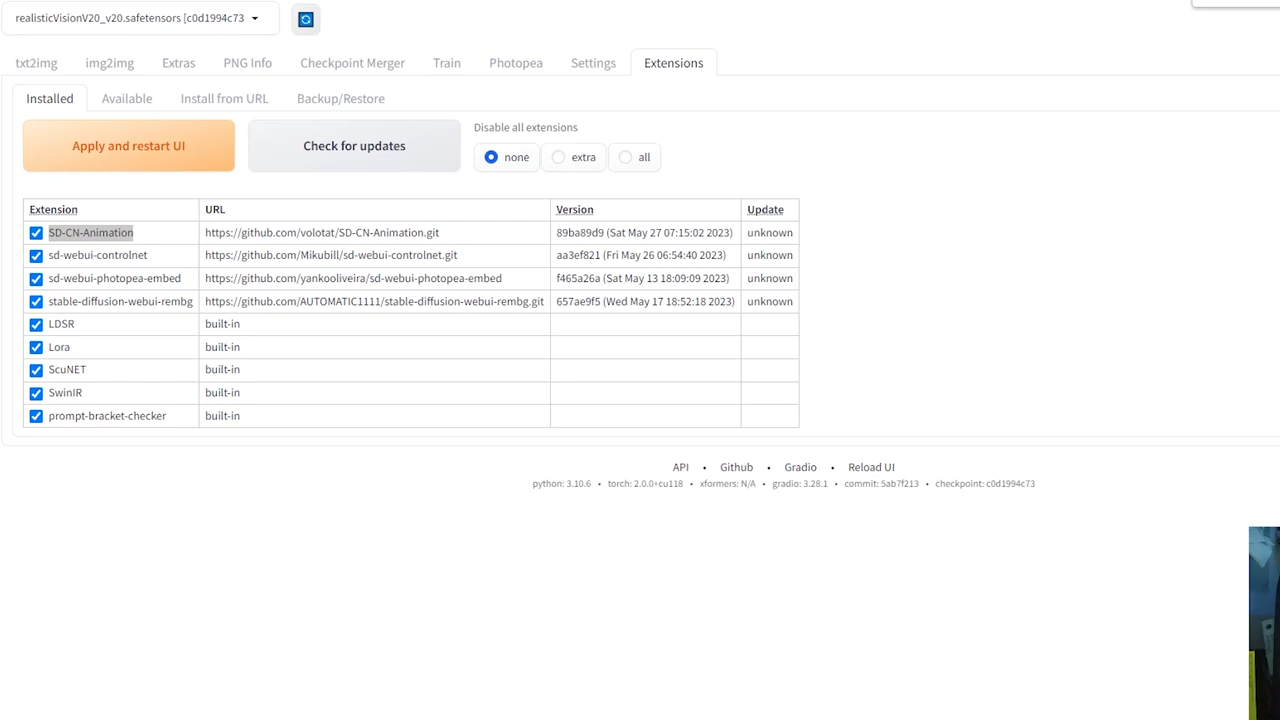 realisticVisionV20_v20.safetensors [c0d1994c73
txt2img img2img Extras PNG Info Checkpoint Merger Train Photopea Settings Extensions
Installed Available Install from URL Backup/Restore
Apply and restart UI Check for updates Disable all extensions
none extra all
Extension URL Version Update
SD-CN-Animation https://github.com/volotat/SD-CN-Animation.git 89ba89d9 (Sat May 27 07:15:02 2023) unknown
sd-webui-controlnet https://github.com/Mikubill/sd-webui-controlnet.git aa3ef821 (Fri May 26 06:54:40 2023) unknown
sd-webui-photopea-embed https://github.com/yankooliveira/sd-webui-photopea-embed f465a26a (Sat May 13 18:09:09 2023) unknown
stable-diffusion-webui-rembg https://github.com/AUTOMATIC1111/stable-diffusion-webui-rembg.git 657ae9f5 (Wed May 17 18:52:18 2023) unknown
LDSR built-in
Lora built-in
ScuNET built-in
SwinIR built-in
prompt-bracket-checker built-in
API • Github • Gradio • Reload UI
python: 3.10.6 • torch: 2.0.0+cu118 • xformers: N/A • gradio: 3.28.1 • commit: 5ab7f213 • checkpoint: c0d1994c73